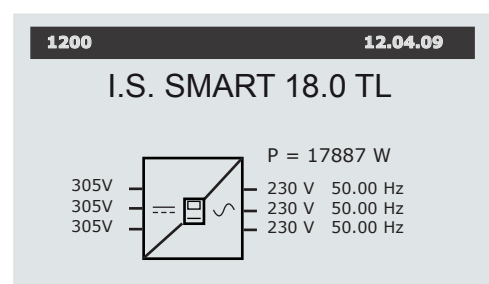 1200 12.04.09
I.S. SMART 18.0 TL
P = 17887 W
305V 230 V 50.00 Hz
305V 230 V 50.00 Hz
305V 230 V 50.00 Hz